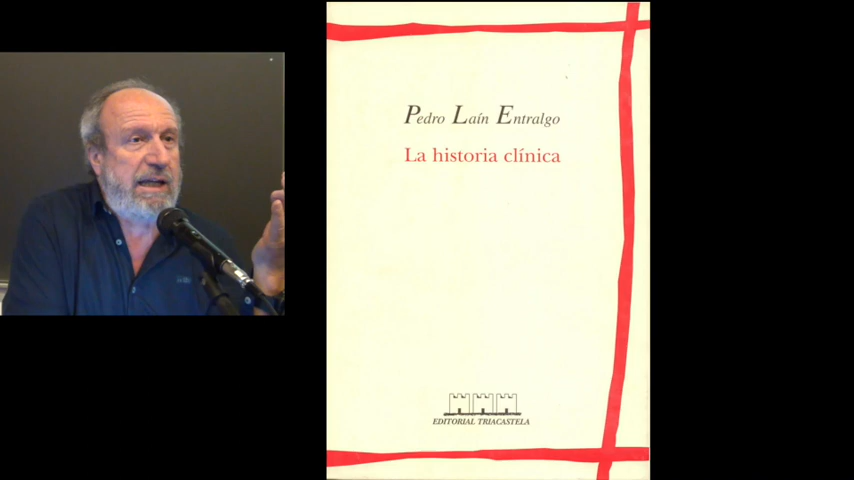 Pedro Laín Entralgo
La historia clínica
EDITORIAL TRIACASTELA